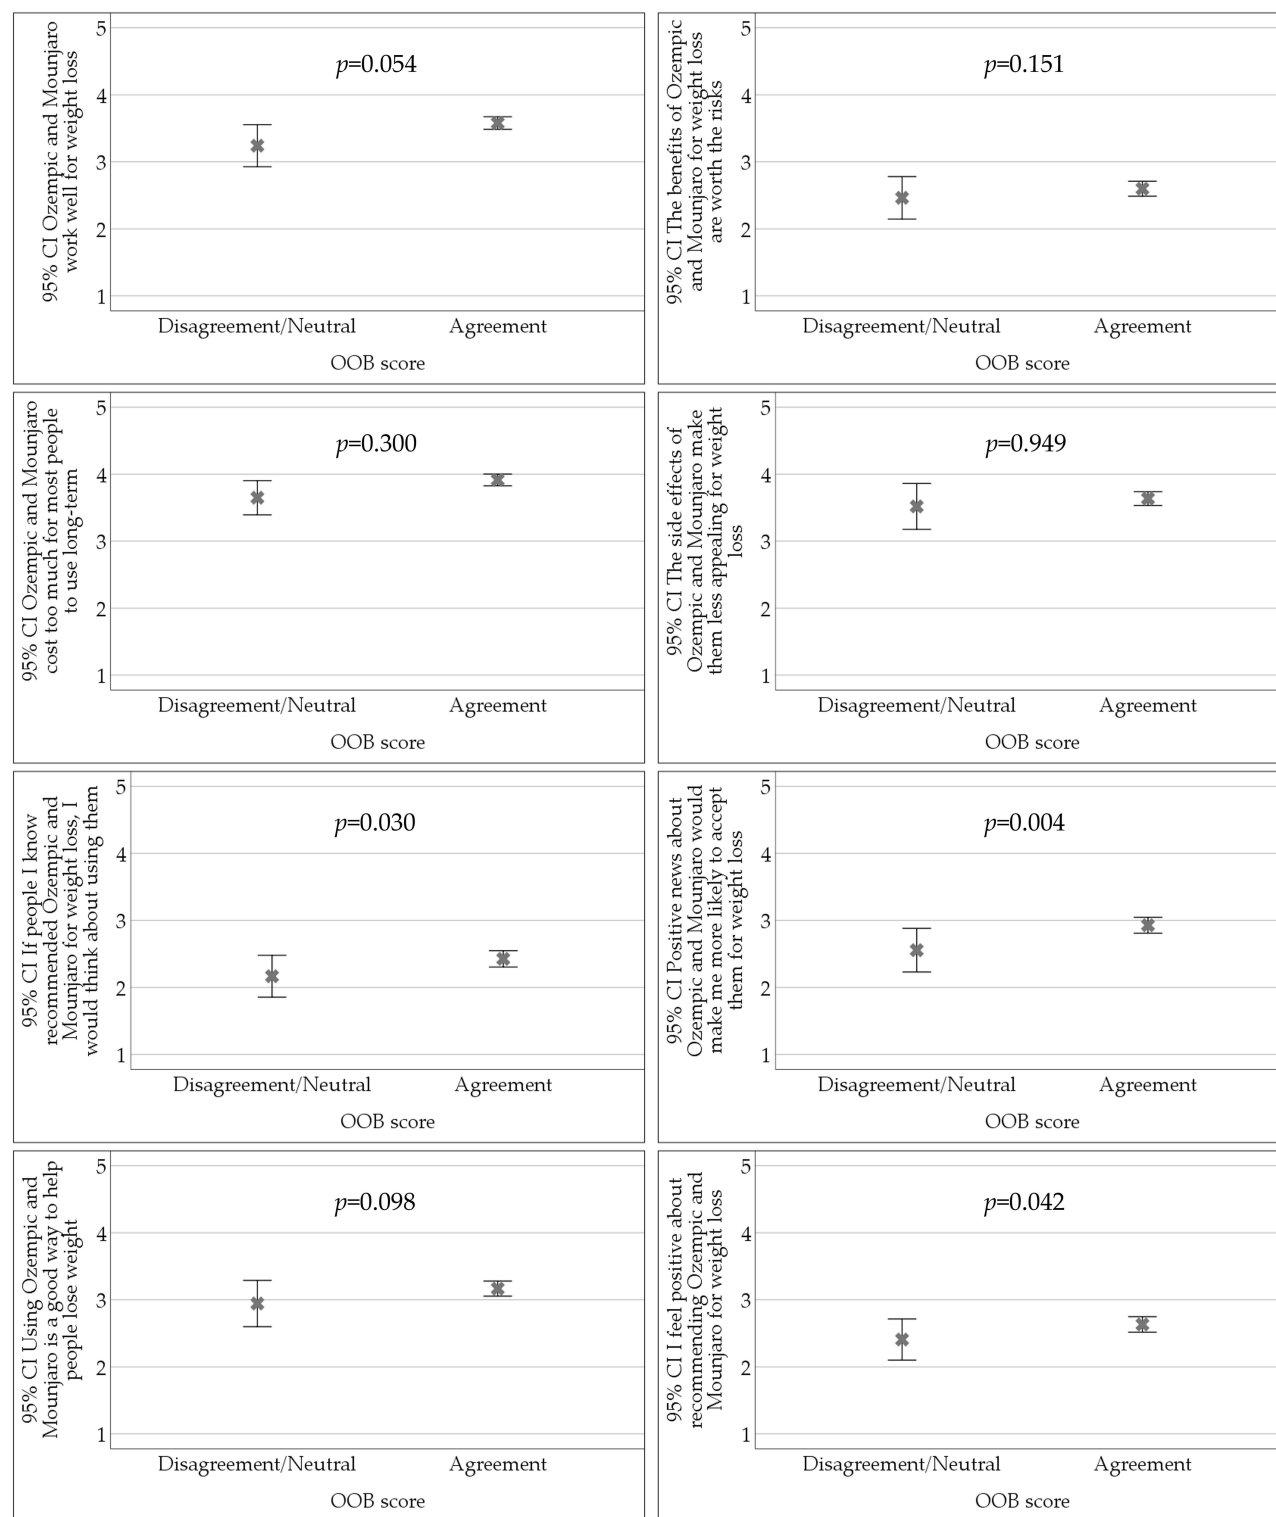 95% CI Ozempic and Mounjaro
work well for weight loss
5
4
3
2
1
p=0.054
Disagreement/Neutral
Agreement
OOB score
95% CI The benefits of Ozempic
and Mounjaro for weight loss
are worth the risks
5
4
3
2
1
p=0.151
Disagreement/Neutral
Agreement
OOB score
95% CI Ozempic and Mounjaro
cost too much for most people
to use long-term
5
4
3
2
1
p=0.300
Disagreement/Neutral
Agreement
OOB score
95% CI The side effects of
Ozempic and Mounjaro make
them less appealing for weight
loss
5
4
3
2
1
p=0.949
Disagreement/Neutral
Agreement
OOB score
95% CI If people I know
recommended Ozempic and
Mounjaro for weight loss, I
would think about using them
5
4
3
2
1
p=0.030
Disagreement/Neutral
Agreement
OOB score
95% CI Positive news about
Ozempic and Mounjaro would
make me more likely to accept
them for weight loss
5
4
3
2
1
p=0.004
Disagreement/Neutral
Agreement
OOB score
95% CI Using Ozempic and
Mounjaro is a good way to help
people lose weight
5
4
3
2
1
p=0.098
Disagreement/Neutral
Agreement
OOB score
95% CI I feel positive about
recommending Ozempic and
Mounjaro for weight loss
5
4
3
2
1
p=0.042
Disagreement/Neutral
Agreement
OOB score